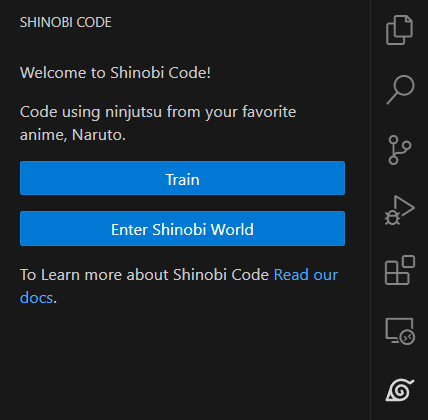 SHINOBI CODE
Welcome to Shinobi Code!
Code using ninjutsu from your favorite
anime, Naruto.
Train
Enter Shinobi World
To Learn more about Shinobi Code Read our
docs.